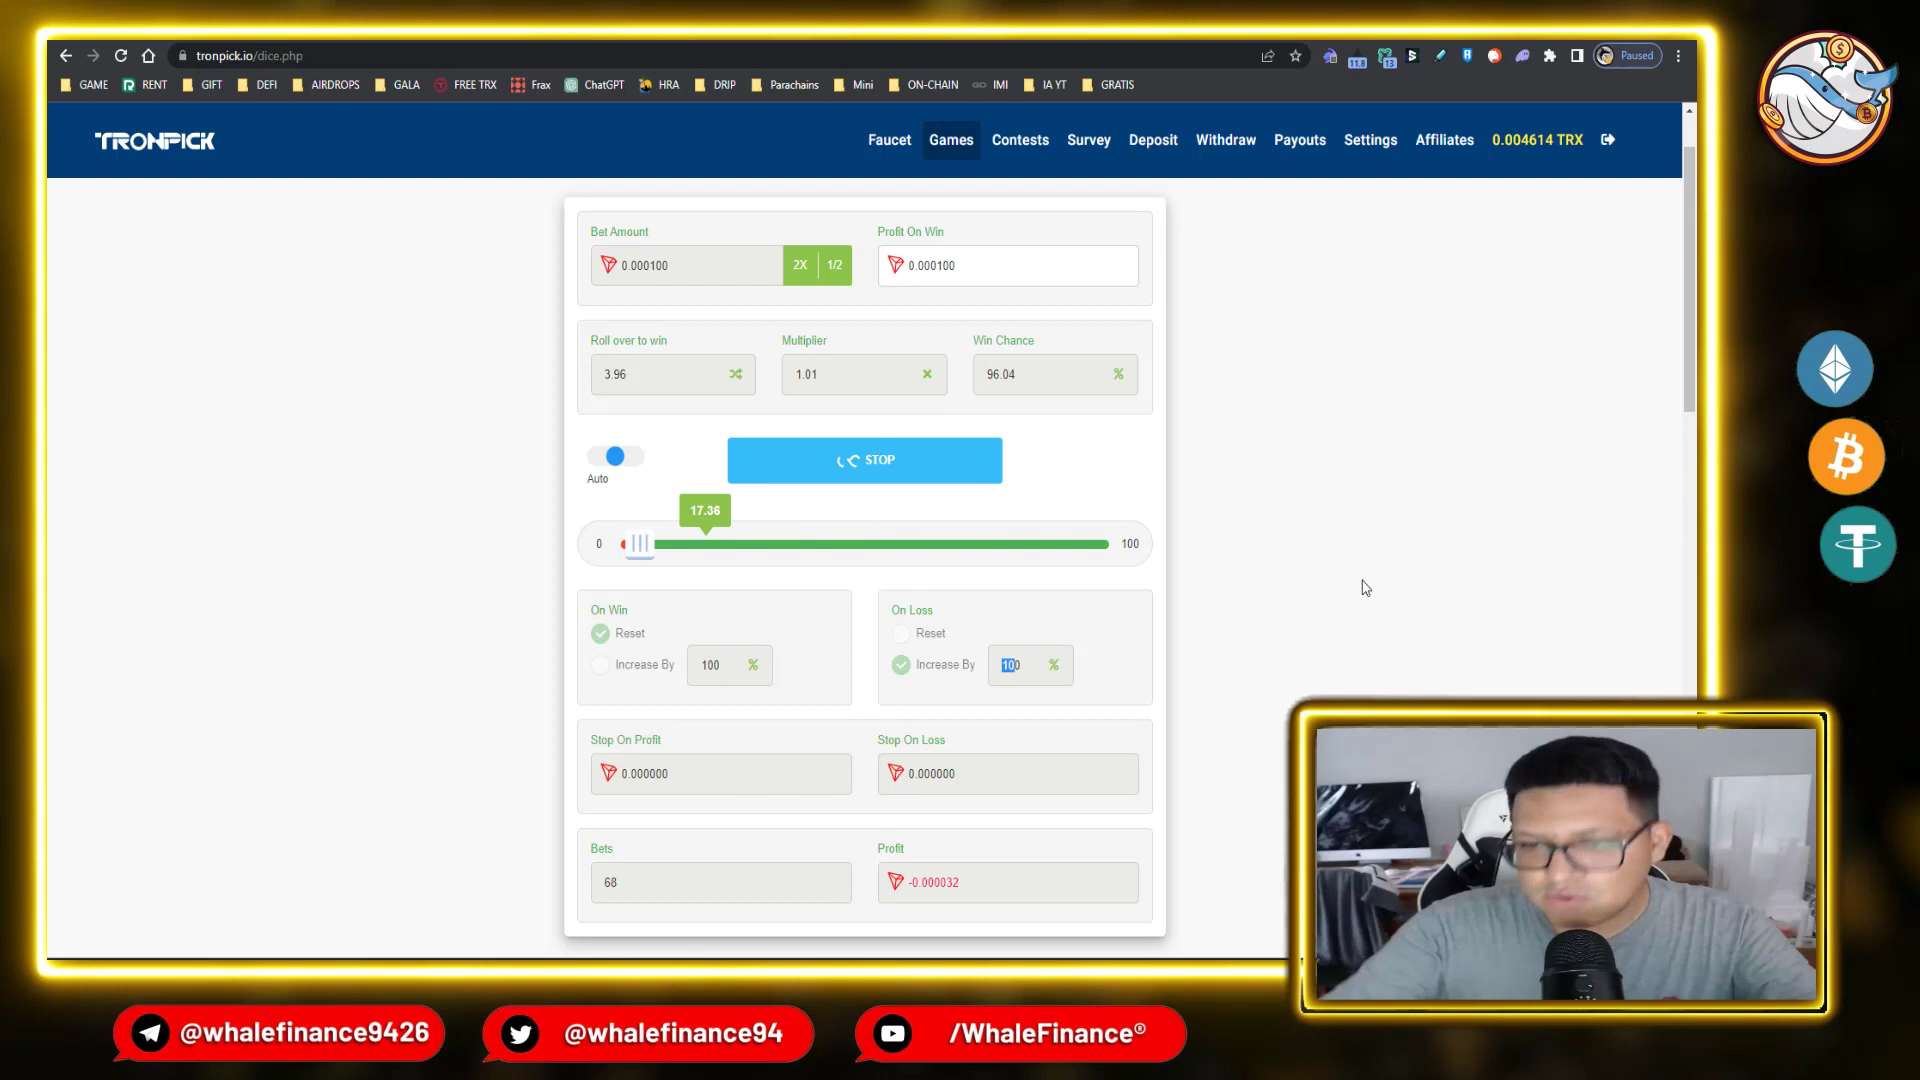 tronpick.io/dice.php
11.8
13
Paused
GAME RENT GIFT DEFI AIRDROPS GALA FREE TRX Frax ChatGPT HRA DRIP Parachains Mini ON-CHAIN IMI IA YT GRATIS
TRONPICK
Faucet Games Contests Survey Deposit Withdraw Payouts Settings Affiliates 0.004614 TRX
Bet Amount Profit On Win
0.000100 2X 1/2 0.000100
Roll over to win Multiplier Win Chance
3.96 1.01 96.04 %
STOP
Auto
17.36
0 100
On Win On Loss
Reset Reset
Increase By 100 % Increase By 100 %
Stop On Profit Stop On Loss
0.000000 0.000000
Bets Profit
68 -0.000032
@whalefinance9426 @whalefinance94 /WhaleFinance®